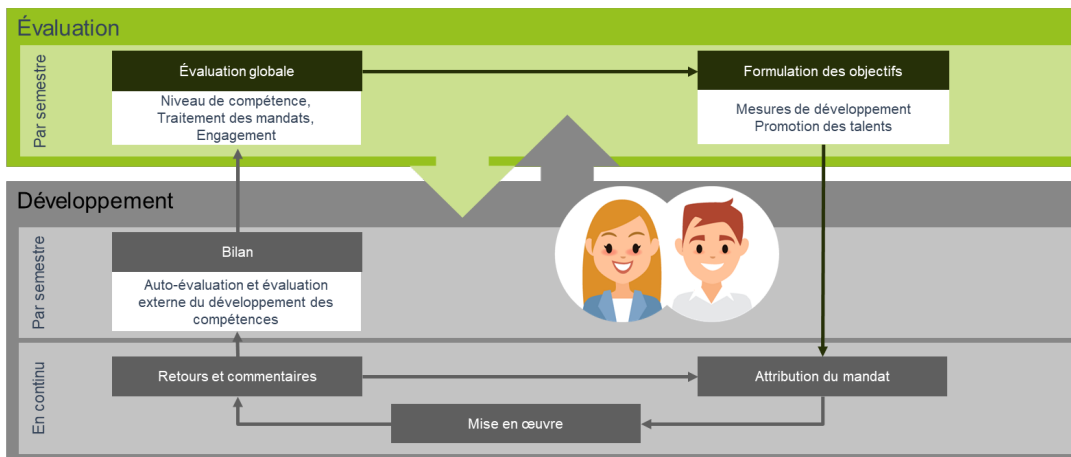 Évaluation
Par semestre
Évaluation globale
Niveau de compétence,
Traitement des mandats,
Engagement
Formulation des objectifs
Mesures de développement
Promotion des talents
Développement
Par semestre
Bilan
Auto-évaluation et évaluation
externe du développement des
compétences
En continu
Retours et commentaires
Attribution du mandat
Mise en œuvre